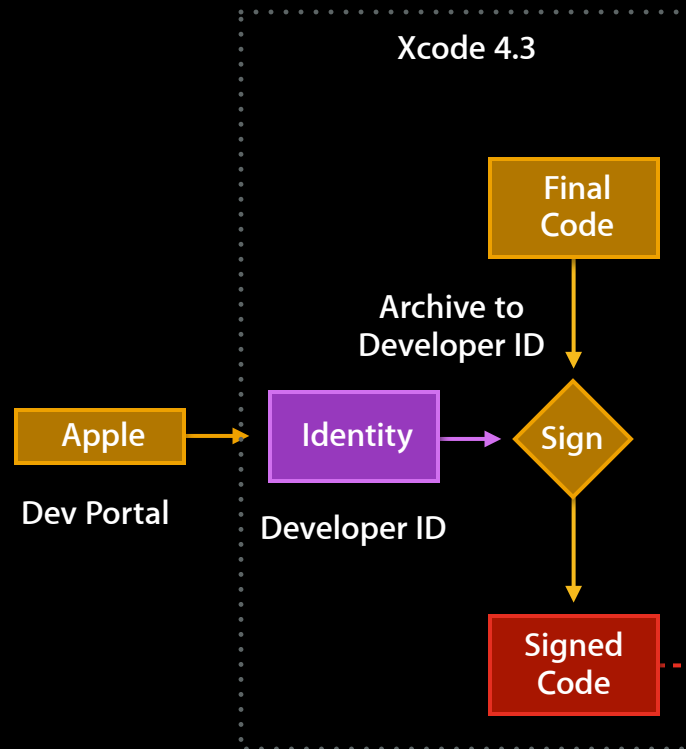 Xcode 4.3
Final
Code
Archive to
Developer ID
Apple
Identity
Sign
Dev Portal
Developer ID
Signed
Code